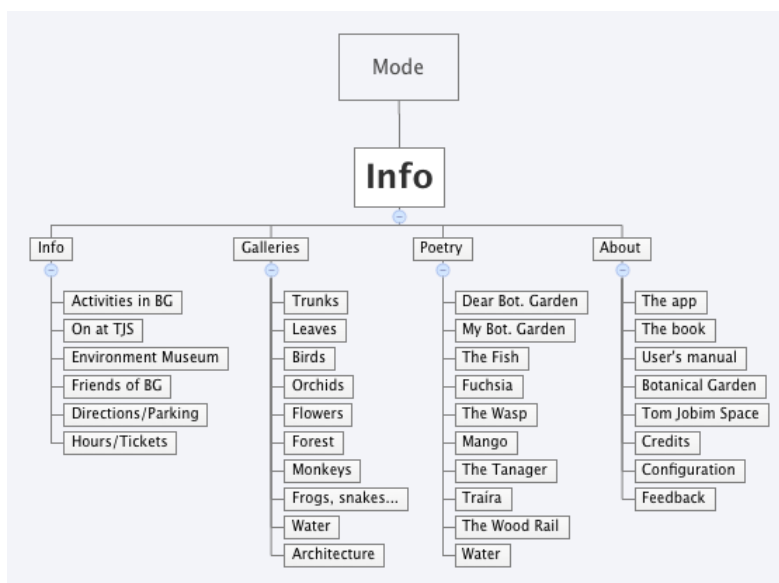 Mode
Info
Info
Activities in BG
On at TJS
Environment Museum
Friends of BG
Directions/Parking
Hours/Tickets
Galleries
Trunks
Leaves
Birds
Orchids
Flowers
Forest
Monkeys
Frogs, snakes...
Water
Architecture
Poetry
Dear Bot. Garden
My Bot. Garden
The Fish
Fuchsia
The Wasp
Mango
The Tanager
Traíra
The Wood Rail
Water
About
The app
The book
User's manual
Botanical Garden
Tom Jobim Space
Credits
Configuration
Feedback